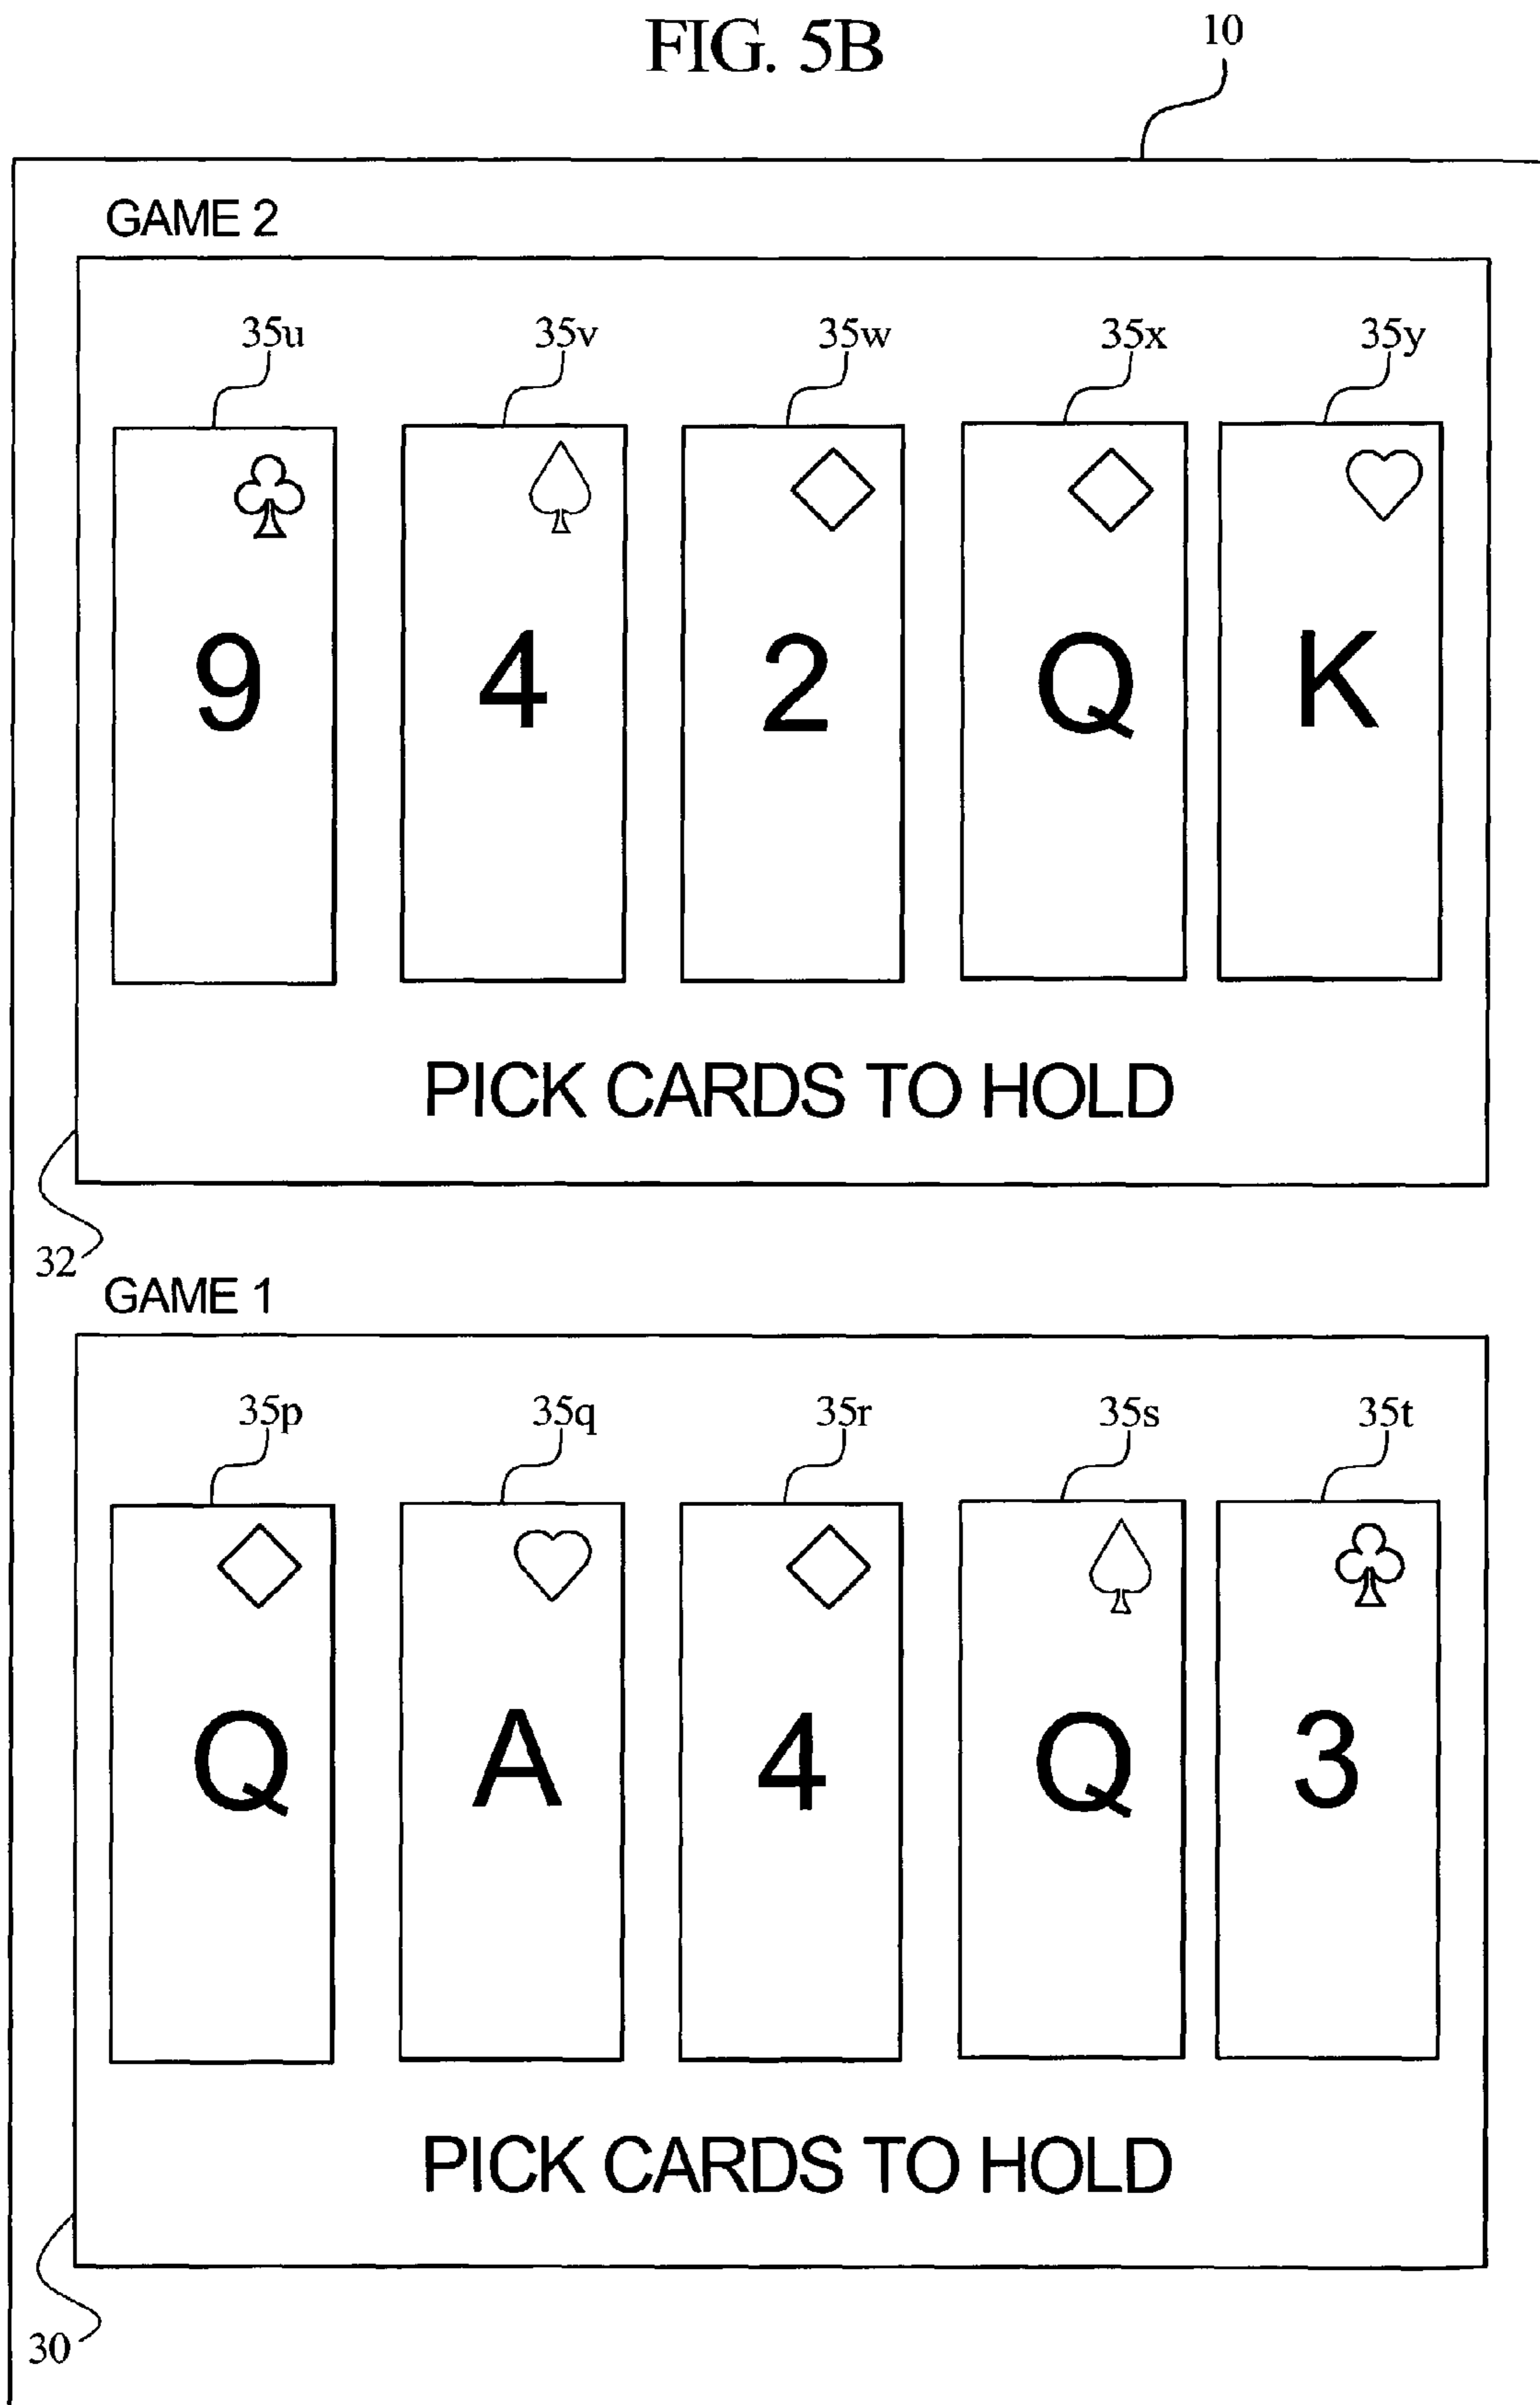 FIG. 5B
10
GAME 2
35u 35v 35w 35x 35y
9 4 2 Q K
PICK CARDS TO HOLD
32
GAME 1
35p 35q 35r 35s 35t
Q A 4 Q 3
PICK CARDS TO HOLD
30